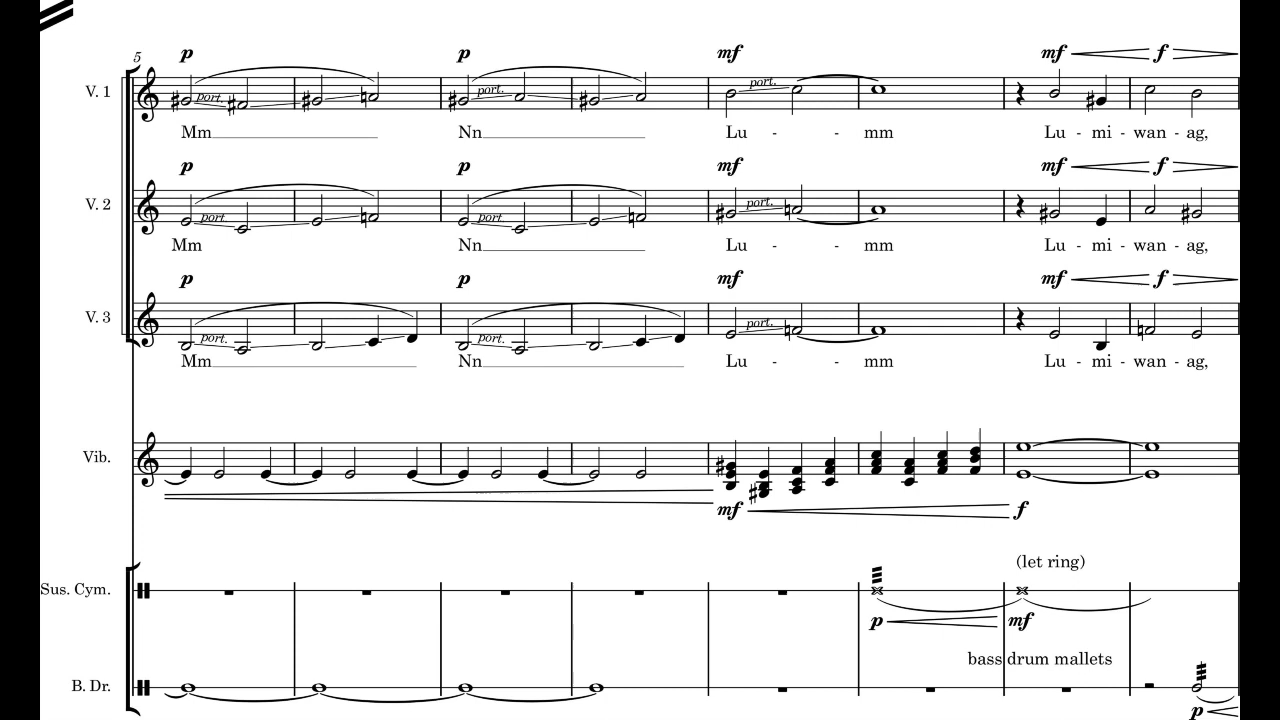 5
p p mf mf f
V. 1
port. port. port.
Mm Nn Lu - - mm Lu - mi - wan - ag,
p p mf mf f
V. 2
port. port. port.
Mm Nn Lu - - mm Lu - mi - wan - ag,
p p mf mf f
V. 3
port. port. port.
Mm Nn Lu - - mm Lu - mi - wan - ag,
Vib.
mf f
(let ring)
Sus. Cym.
p mf
bass drum mallets
B. Dr.
p